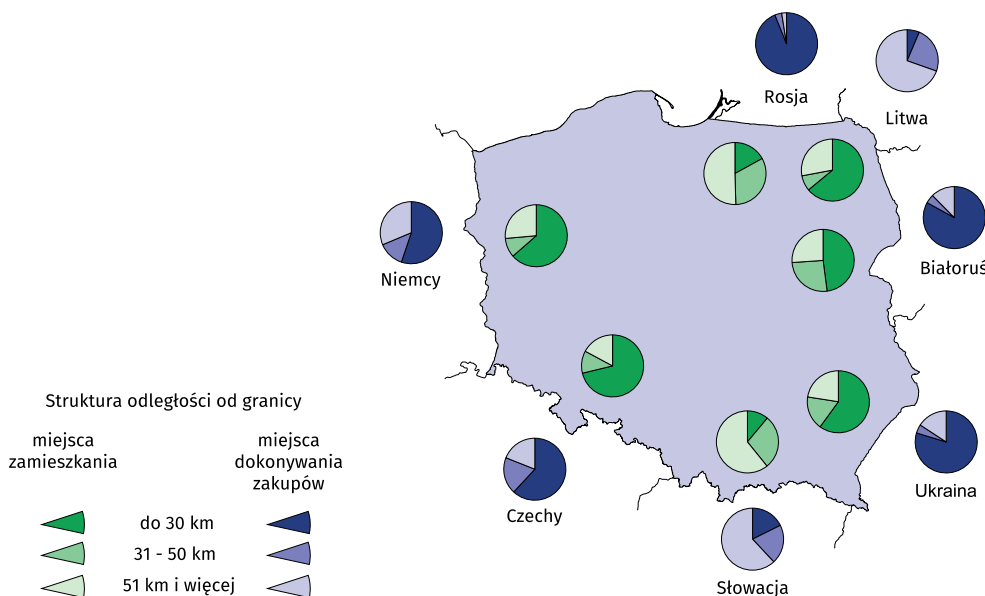 Rosja
Litwa
Niemcy
Białoruś
Struktura odległości od granicy
miejsca
zamieszkania
miejsca
dokonywania
zakupów
Czechy
Ukraina
do 30 km
31 - 50 km
51 km i więcej
Słowacja